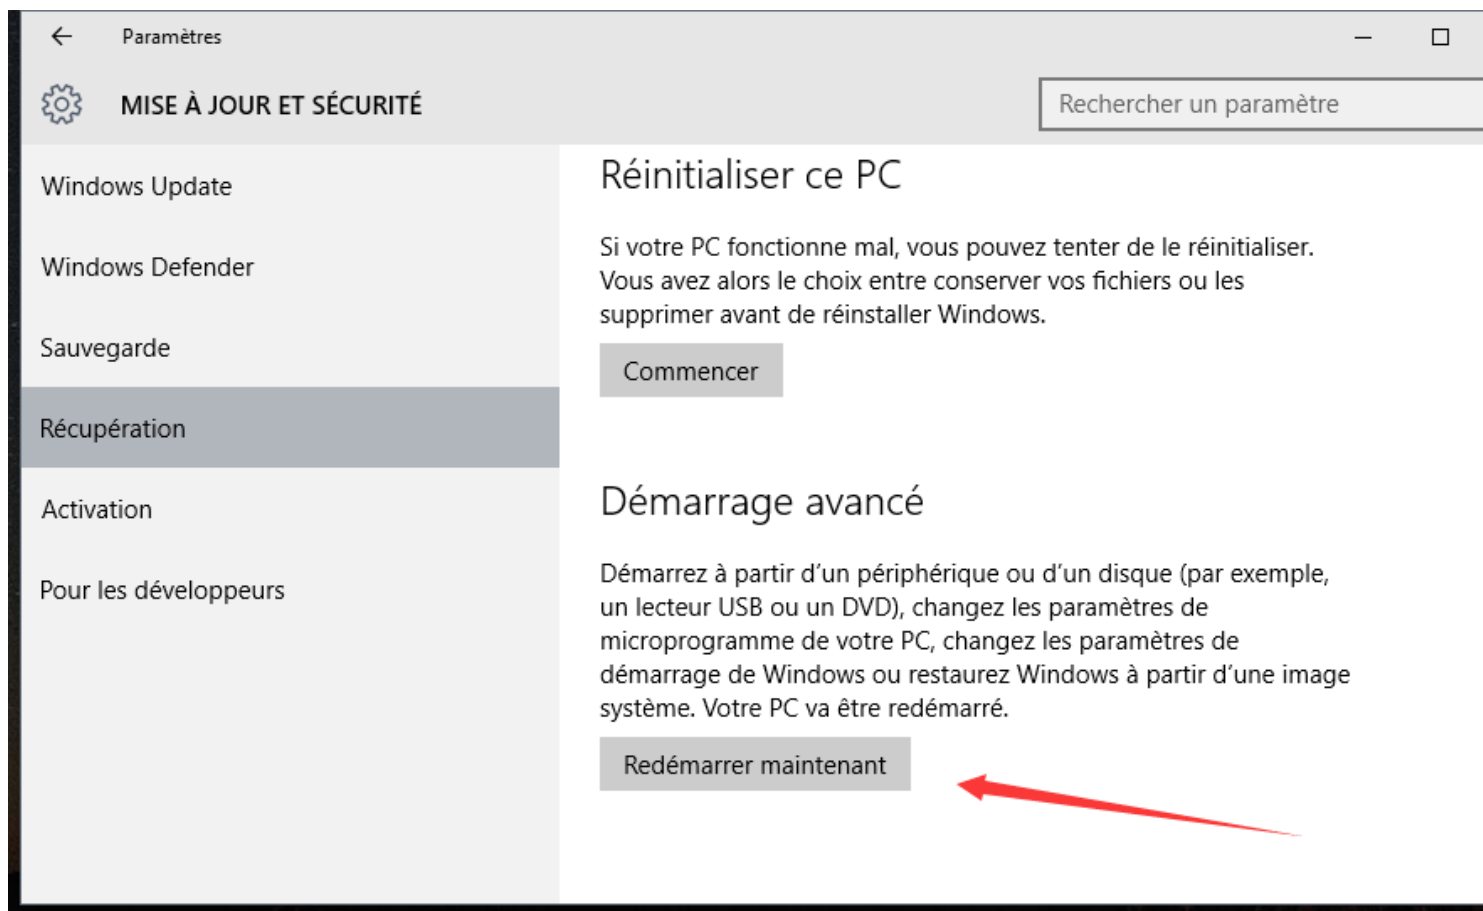 Paramètres
MISE À JOUR ET SÉCURITÉ
Rechercher un paramètre
Windows Update
Windows Defender
Sauvegarde
Récupération
Activation
Pour les développeurs
Réinitialiser ce PC
Si votre PC fonctionne mal, vous pouvez tenter de le réinitialiser.
Vous avez alors le choix entre conserver vos fichiers ou les
supprimer avant de réinstaller Windows.
Commencer
Démarrage avancé
Démarrez à partir d’un périphérique ou d’un disque (par exemple,
un lecteur USB ou un DVD), changez les paramètres de
microprogramme de votre PC, changez les paramètres de
démarrage de Windows ou restaurez Windows à partir d’une image
système. Votre PC va être redémarré.
Redémarrer maintenant